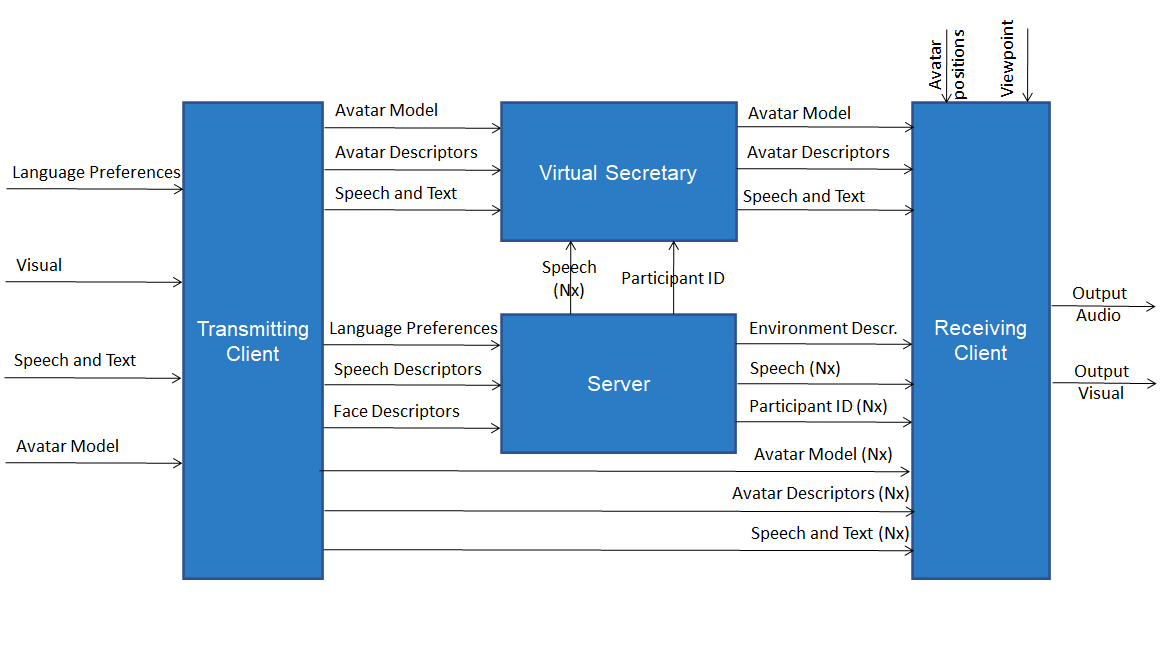 Avatar
positions
Viewpoint
Avatar Model
Avatar Model
Avatar Descriptors
Avatar Descriptors
Virtual Secretary
Language Preferences
Speech and Text
Speech and Text
Visual
Speech
(Nx)
Participant ID
Output
Audio
Transmitting
Client
Language Preferences
Environment Descr.
Receiving
Client
Speech and Text
Speech Descriptors
Server
Speech (Nx)
Output
Visual
Face Descriptors
Participant ID (Nx)
Avatar Model
Avatar Model (Nx)
Avatar Descriptors (Nx)
Speech and Text (Nx)